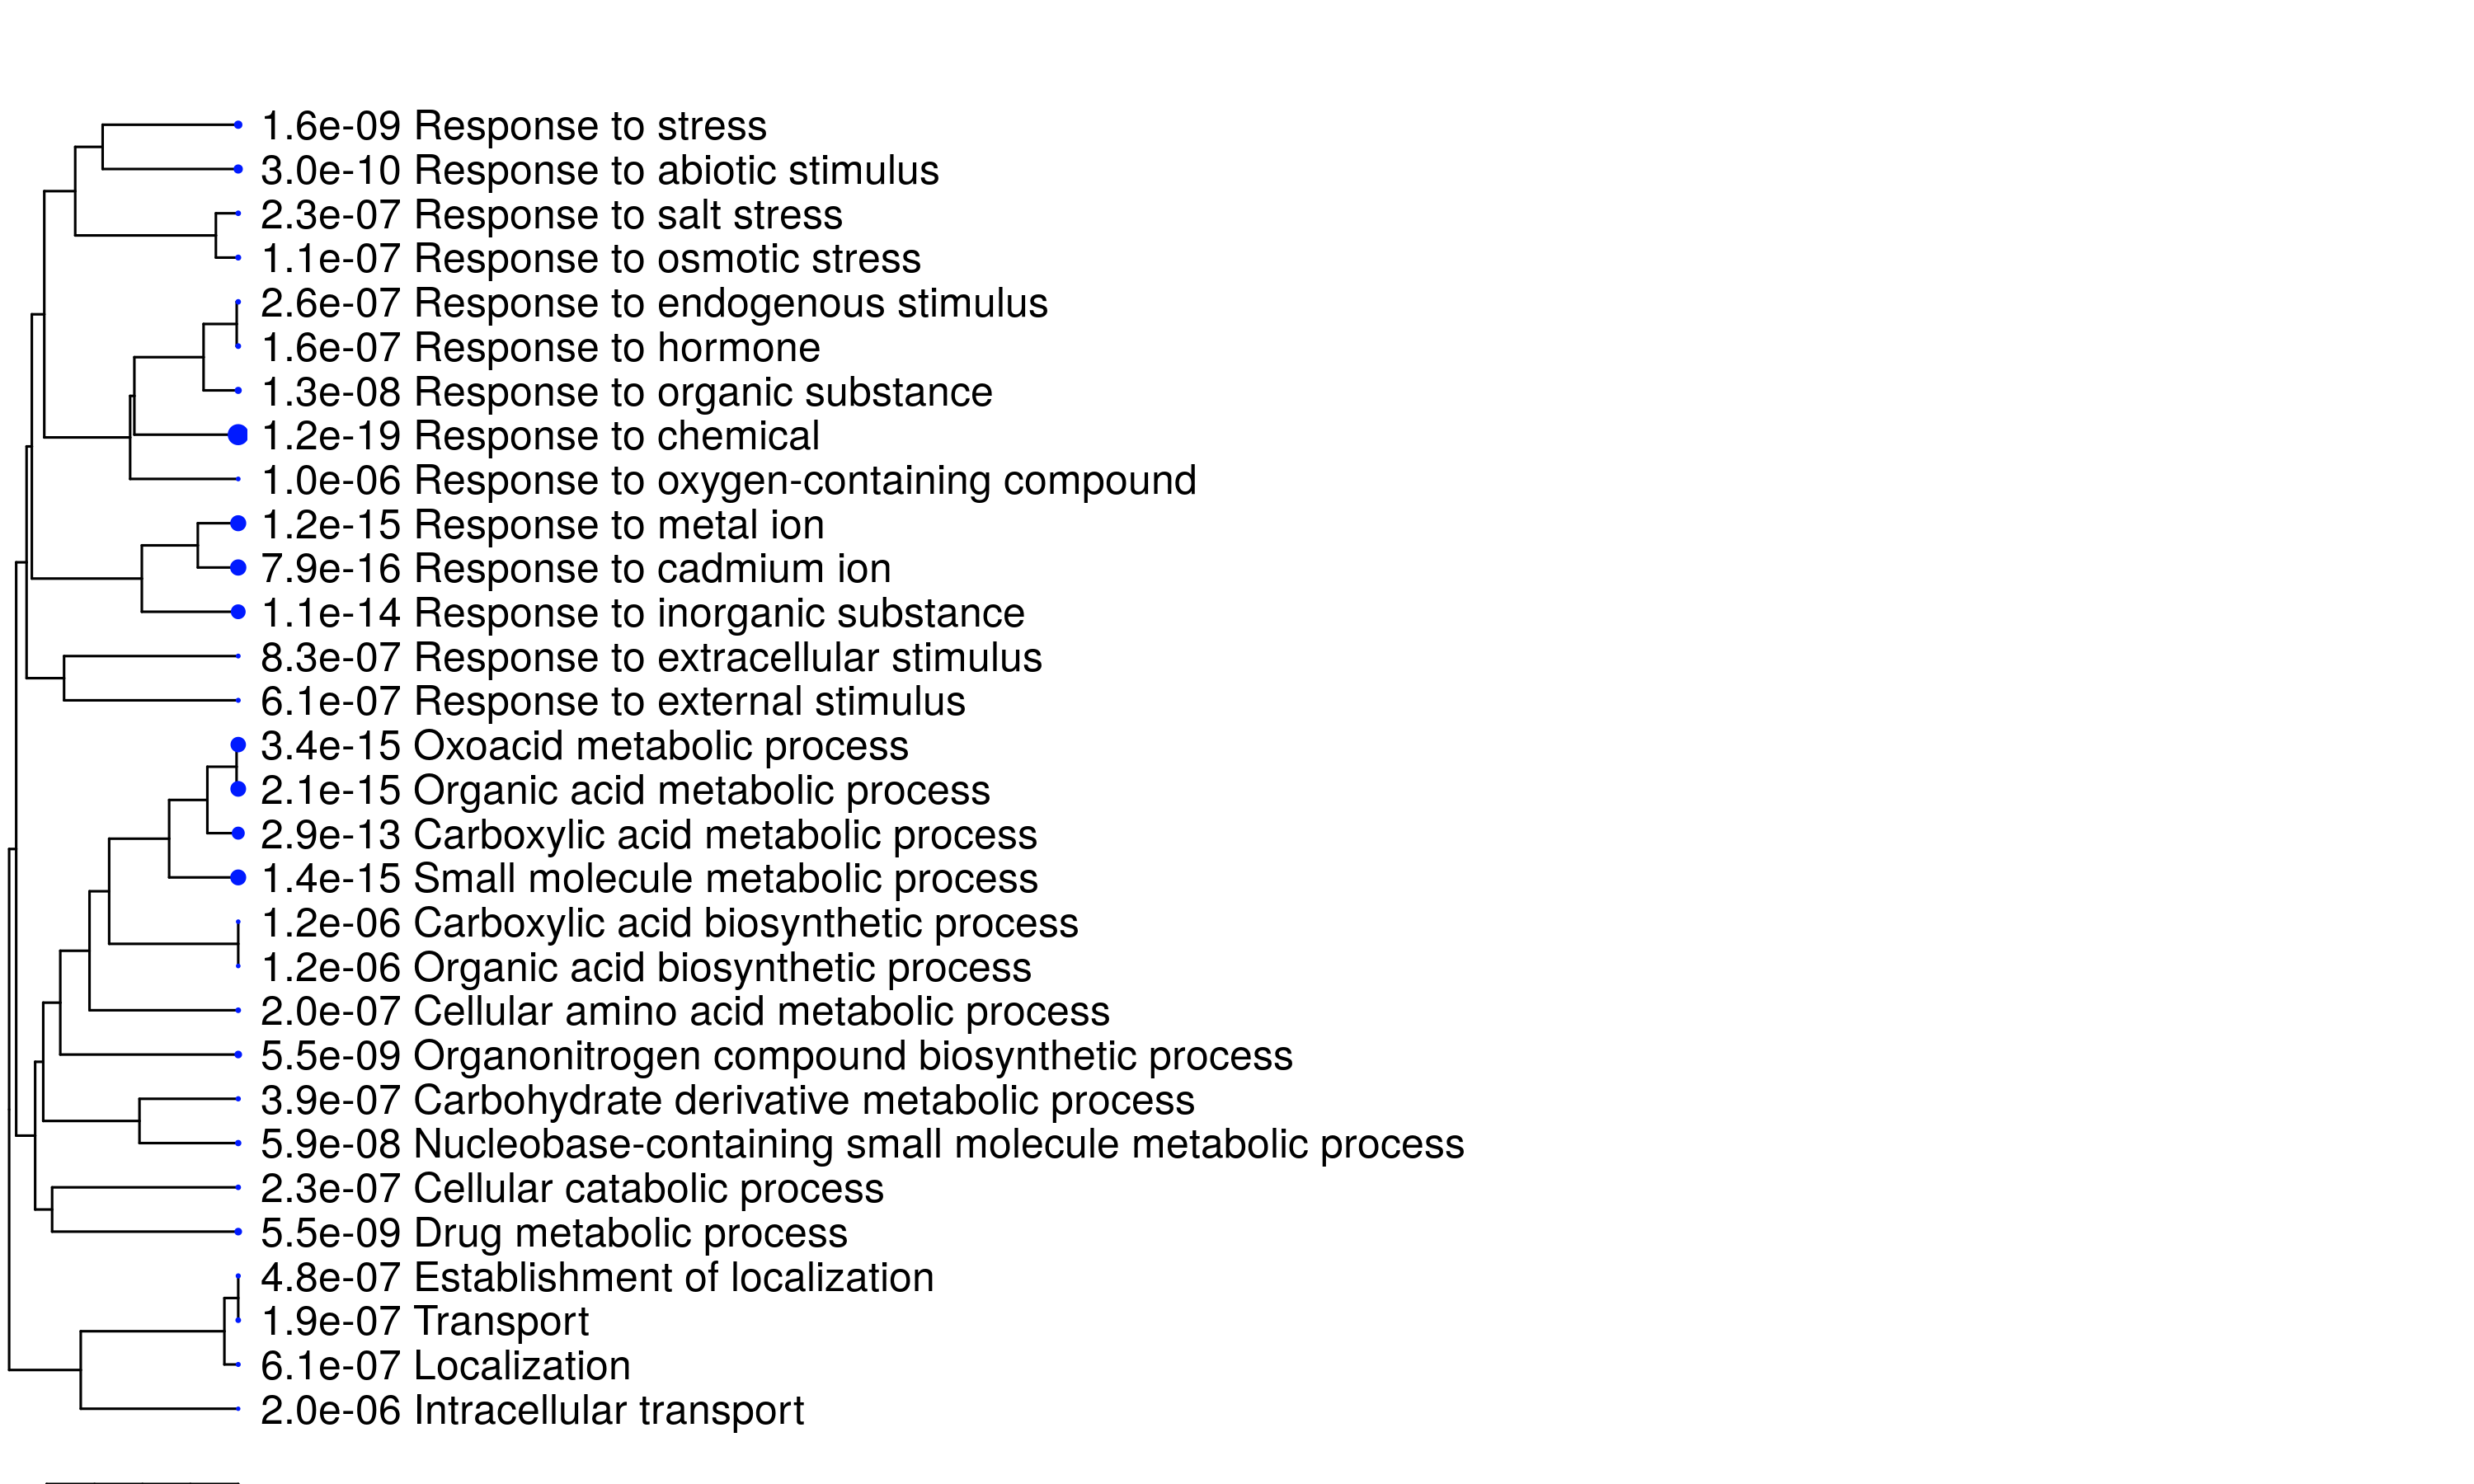 1.6e-09 Response to stress
3.0e-10 Response to abiotic stimulus
2.3e-07 Response to salt stress
1.1e-07 Response to osmotic stress
2.6e-07 Response to endogenous stimulus
1.6e-07 Response to hormone
1.3e-08 Response to organic substance
1.2e-19 Response to chemical
1.0e-06 Response to oxygen-containing compound
1.2e-15 Response to metal ion
7.9e-16 Response to cadmium ion
1.1e-14 Response to inorganic substance
8.3e-07 Response to extracellular stimulus
6.1e-07 Response to external stimulus
3.4e-15 Oxoacid metabolic process
2.1e-15 Organic acid metabolic process
2.9e-13 Carboxylic acid metabolic process
1.4e-15 Small molecule metabolic process
1.2e-06 Carboxylic acid biosynthetic process
1.2e-06 Organic acid biosynthetic process
2.0e-07 Cellular amino acid metabolic process
5.5e-09 Organonitrogen compound biosynthetic process
3.9e-07 Carbohydrate derivative metabolic process
5.9e-08 Nucleobase-containing small molecule metabolic process
2.3e-07 Cellular catabolic process
5.5e-09 Drug metabolic process
4.8e-07 Establishment of localization
1.9e-07 Transport
6.1e-07 Localization
2.0e-06 Intracellular transport